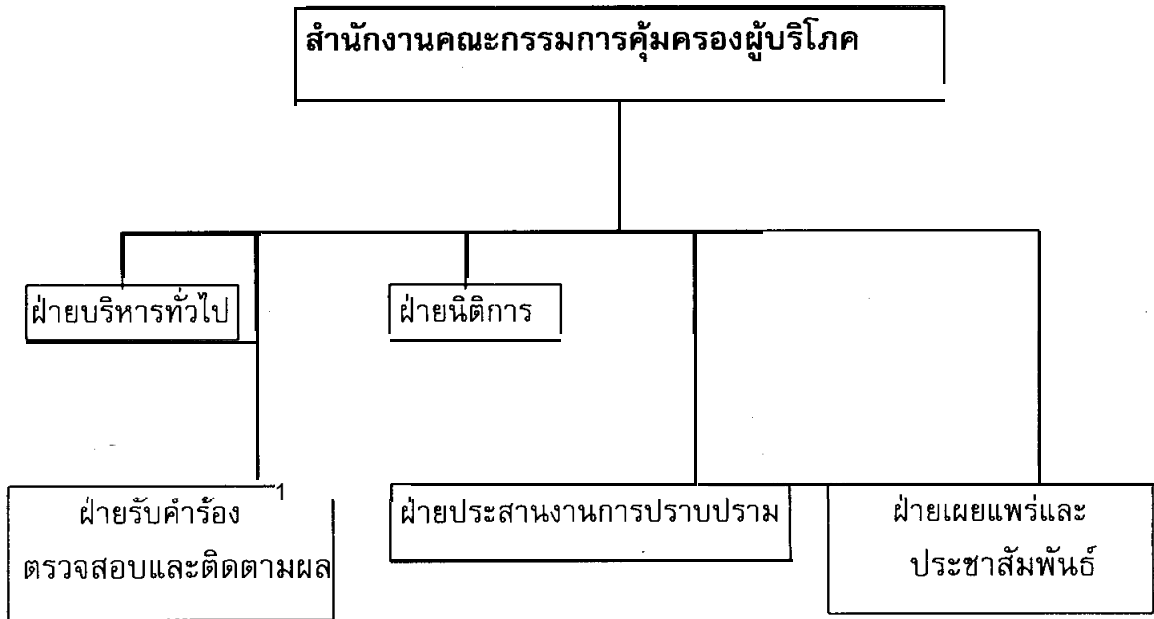 สำนักงานคณะกรรมการคุ้มครองผู้บริโภค
ฝ่ายบริหารทั่วไป
ฝ่ายนิติการ
ฝ่ายรับคำร้อง
ตรวจสอบและติดตามผล
ฝ่ายประสานงานการปราบปราม
ฝ่ายเผยแพร่และ
ประชาสัมพันธ์